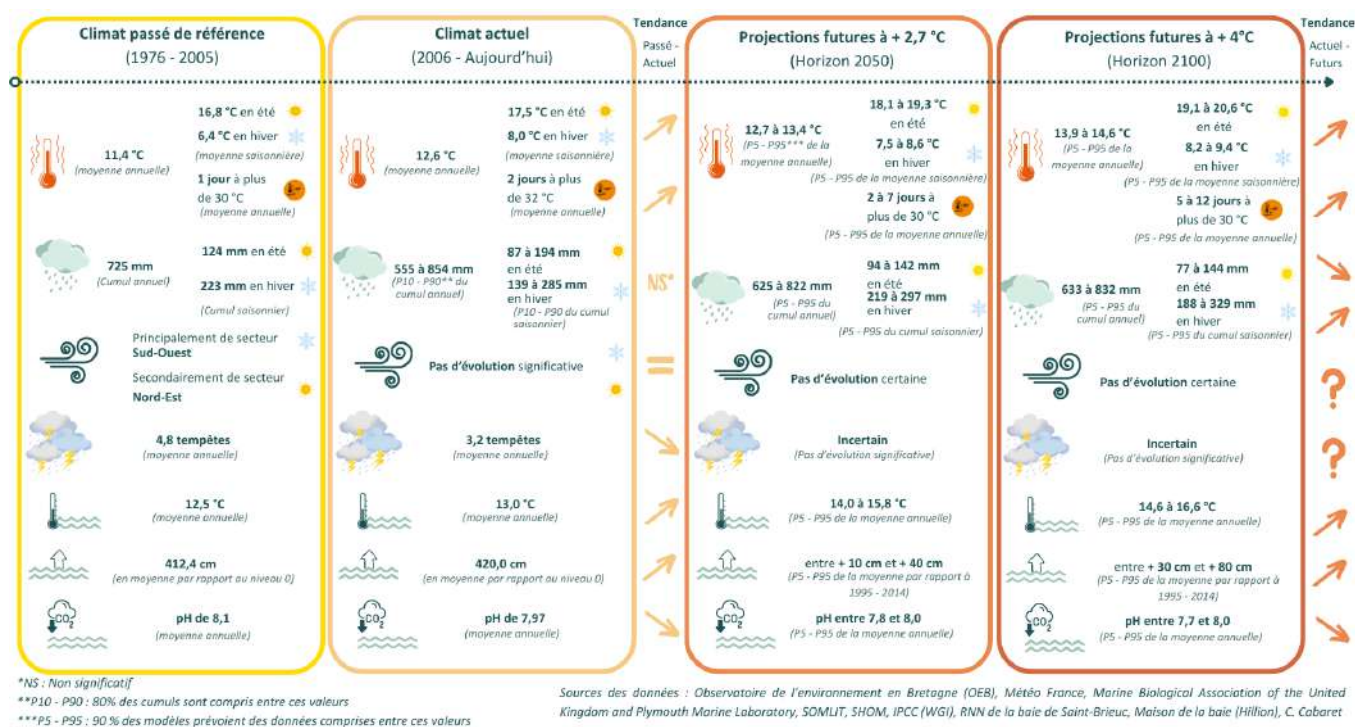 Climat passé de référence
(1976 - 2005)
16,8 °C en été
6,4 °C en hiver
(moyenne saisonnière)
11,4 °C
(moyenne annuelle)
1 jour à plus
de 30 °C
(moyenne annuelle)
124 mm en été
725 mm
(Cumul annuel)
223 mm en hiver
(Cumul saisonnier)
Principalement de secteur
Sud-Ouest
Secondairement de secteur
Nord-Est
4,8 tempêtes
(moyenne annuelle)
12,5 °C
(moyenne annuelle)
412,4 cm
(en moyenne par rapport au niveau 0)
CO2
pH de 8,1
(moyenne annuelle)
Climat actuel
(2006 - Aujourd'hui)
17,5 °C en été
8,0 °C en hiver
(moyenne saisonnière)
12,6 °C
(moyenne annuelle)
2 jours à plus
de 32 °C
(moyenne annuelle)
87 à 194 mm
en été
555 à 854 mm
(P10 - P90** du
cumul annuel)
139 à 285 mm
en hiver
(P10 - P90 du cumul
saisonnier)
Pas d'évolution significative
3,2 tempêtes
(moyenne annuelle)
13,0 °C
(moyenne annuelle)
420,0 cm
(en moyenne par rapport au niveau 0)
CO2
pH de 7,97
(moyenne annuelle)
Tendance
Passé -
Actuel
NS*
=
Projections futures à + 2,7 °C
(Horizon 2050)
18,1 à 19,3 °C
en été
12,7 à 13,4 °C
(P5 - P95*** de la
moyenne annuelle)
7,5 à 8,6 °C
en hiver
(P5 - P95 de la moyenne saisonnière)
2 à 7 jours à
plus de 30 °C
(P5 - P95 de la moyenne annuelle)
94 à 142 mm
en été
625 à 822 mm
(P5 - P95 du
cumul annuel)
219 à 297 mm
en hiver
(P5 - P95 du cumul saisonnier)
Pas d'évolution certaine
Incertain
(Pas d'évolution significative)
14,0 à 15,8 °C
(P5 - P95 de la moyenne annuelle)
entre + 10 cm et + 40 cm
(P5 - P95 de la moyenne par rapport à
1995 - 2014)
CO2
pH entre 7,8 et 8,0
(P5 - P95 de la moyenne annuelle)
Projections futures à + 4°C
(Horizon 2100)
19,1 à 20,6 °C
en été
13,9 à 14,6 °C
(P5 - P95 de la
moyenne annuelle)
8,2 à 9,4 °C
en hiver
(P5 - P95 de la moyenne saisonnière)
5 à 12 jours à
plus de 30 °C
(P5 - P95 de la moyenne annuelle)
77 à 144 mm
en été
633 à 832 mm
(P5 - P95 du
cumul annuel)
188 à 329 mm
en hiver
(P5 - P95 du cumul saisonnier)
Pas d'évolution certaine
Incertain
(Pas d'évolution significative)
14,6 à 16,6 °C
(P5 - P95 de la moyenne annuelle)
entre + 30 cm et + 80 cm
(P5 - P95 de la moyenne par rapport à
1995 - 2014)
CO2
pH entre 7,7 et 8,0
(P5 - P95 de la moyenne annuelle)
Tendance
Actuel -
Futurs
?
?
*NS : Non significatif
**P10 - P90 : 80% des cumuls sont compris entre ces valeurs
***P5 - P95 : 90 % des modèles prévoient des données comprises entre ces valeurs
Sources des données : Observatoire de l'environnement en Bretagne (OEB), Météo France, Marine Biological Association of the United
Kingdom and Plymouth Marine Laboratory, SOMLIT, SHOM, IPCC (WGI), RNN de la baie de Saint-Brieuc, Maison de la baie (Hillion), C. Cabaret